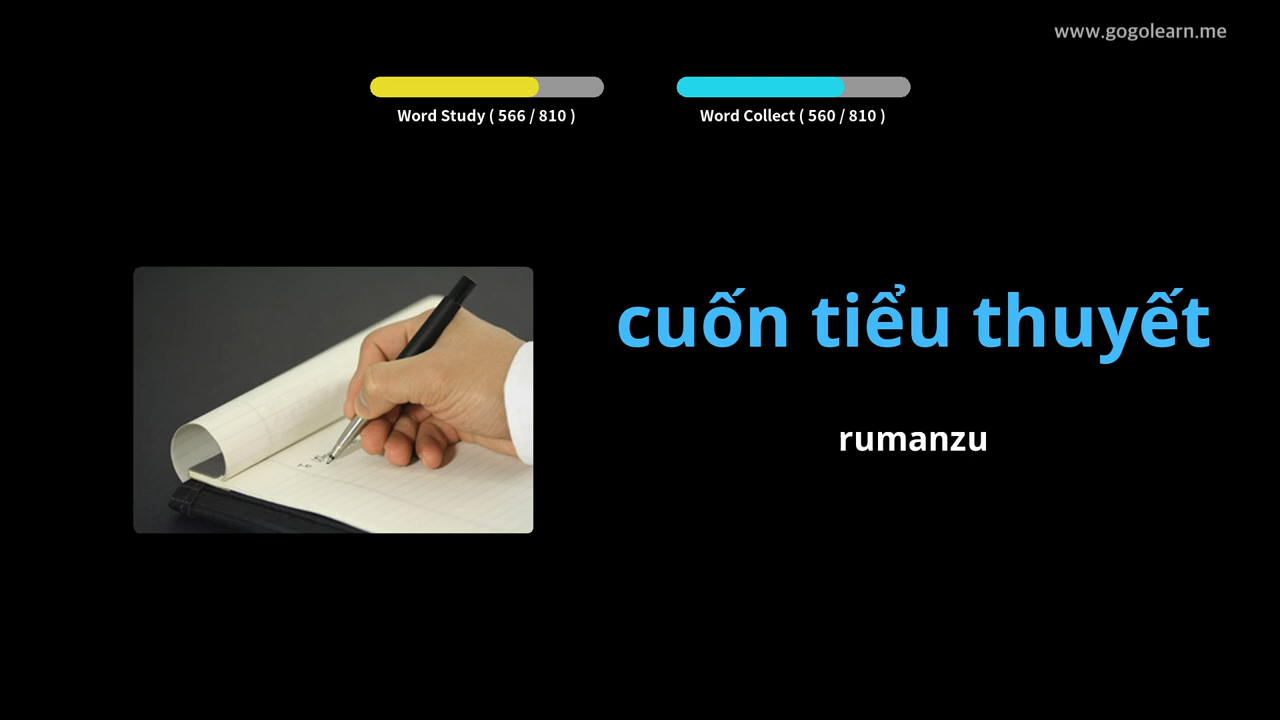 www.gogolearn.me
Word Study ( 566 / 810 )
Word Collect ( 560 / 810 )
cuốn tiểu thuyết
rumanzu